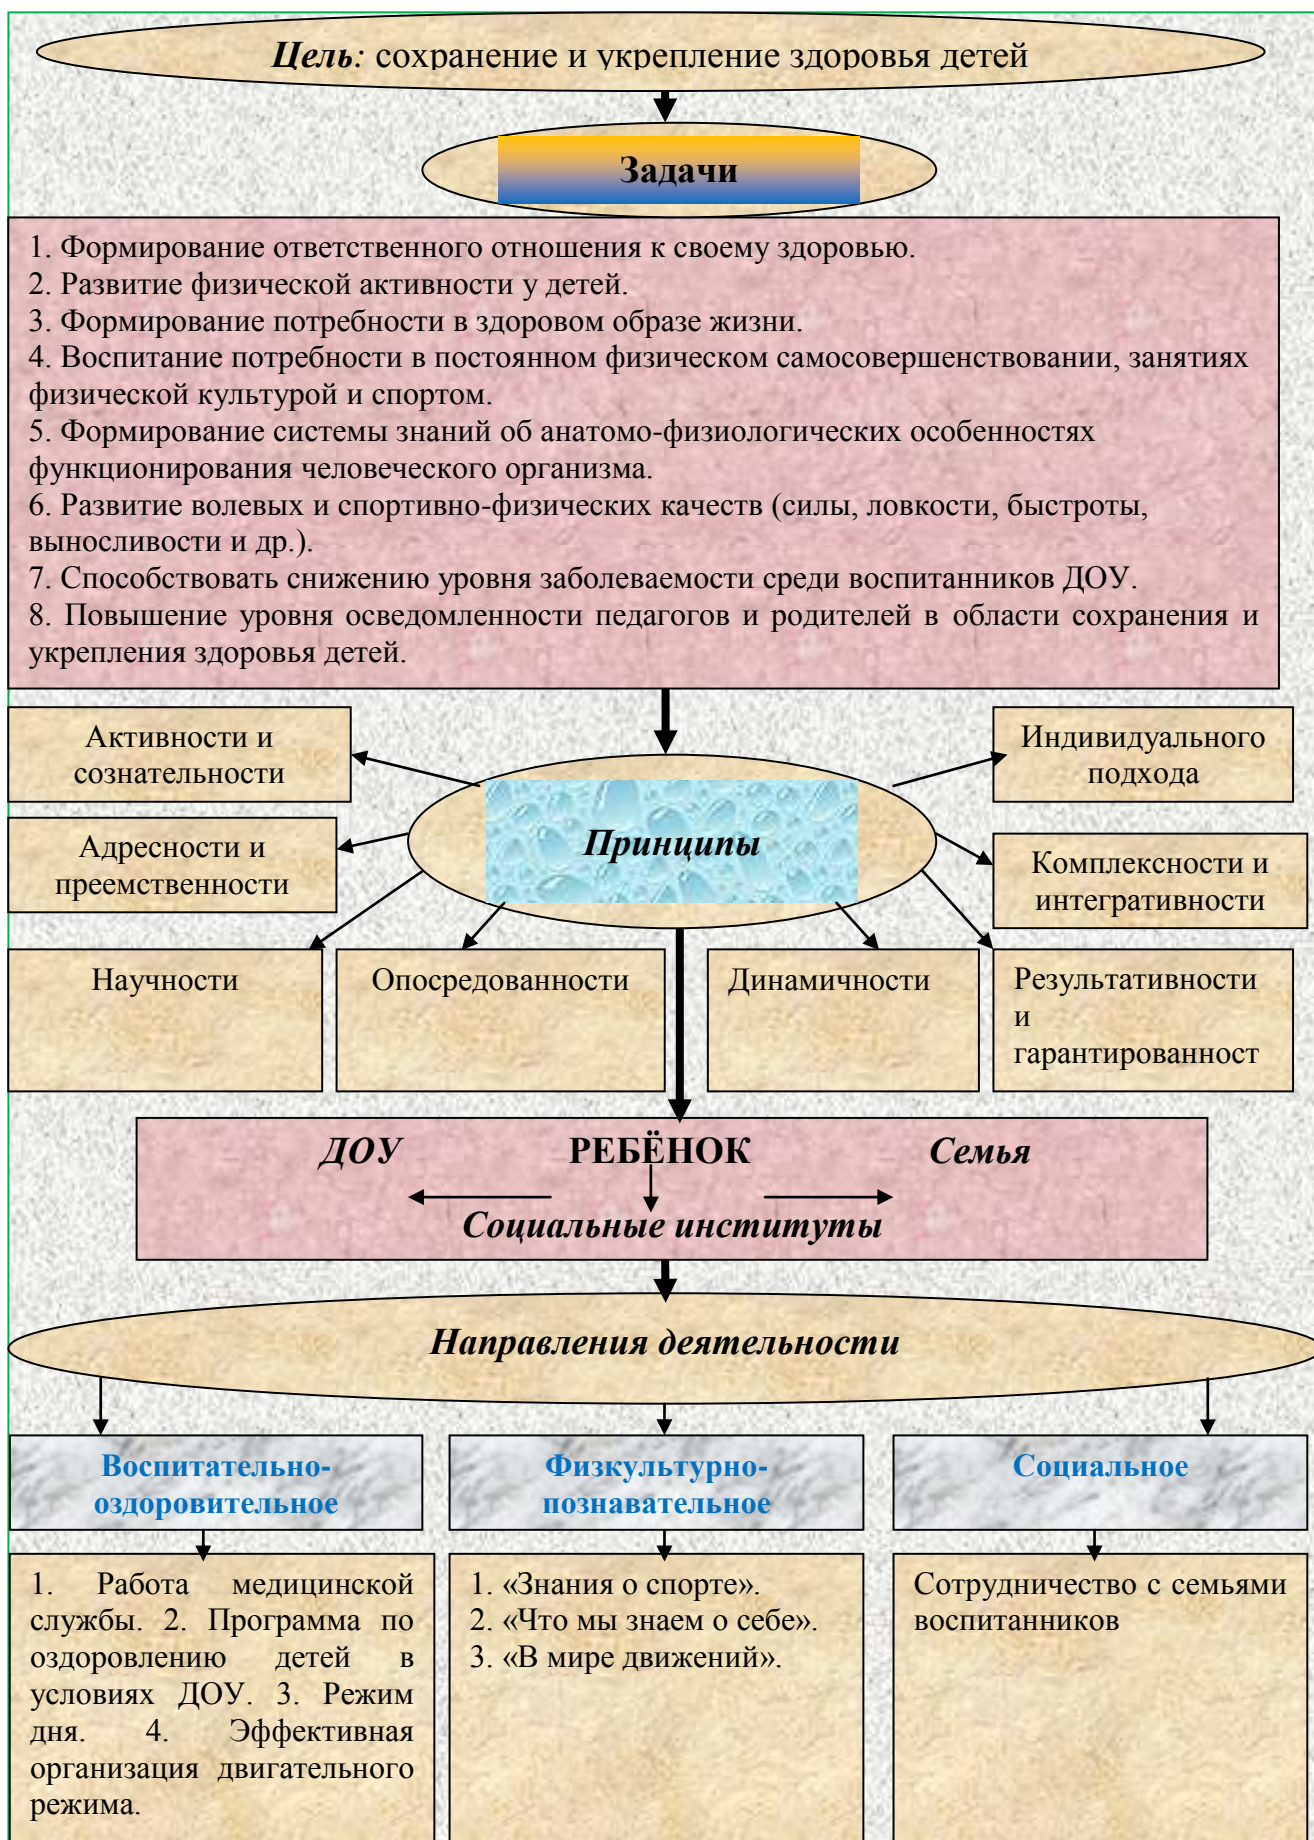 Цель: сохранение и укрепление здоровья детей
Задачи
1. Формирование ответственного отношения к своему здоровью.
2. Развитие физической активности у детей.
3. Формирование потребности в здоровом образе жизни.
4. Воспитание потребности в постоянном физическом самосовершенствовании, занятиях
физической культурой и спортом.
5. Формирование системы знаний об анатомо-физиологических особенностях
функционирования человеческого организма.
6. Развитие волевых и спортивно-физических качеств (силы, ловкости, быстроты,
выносливости и др.).
7. Способствовать снижению уровня заболеваемости среди воспитанников ДОУ.
8. Повышение уровня осведомленности педагогов и родителей в области сохранения и
укрепления здоровья детей.
Активности и
сознательности
Индивидуального
подхода
Принципы
Адресности и
преемственности
Комплексности и
интегративности
Научности
Опосредованности
Динамичности
Результативности
и
гарантированност
ДОУ РЕБЁНОК Семья
Социальные институты
Направления деятельности
Воспитательно-
оздоровительное
Физкультурно-
познавательное
Социальное
1. Работа медицинской
службы. 2. Программа по
оздоровлению детей в
условиях ДОУ. 3. Режим
дня. 4. Эффективная
организация двигательного
режима.
1. «Знания о спорте».
2. «Что мы знаем о себе».
3. «В мире движений».
Сотрудничество с семьями
воспитанников